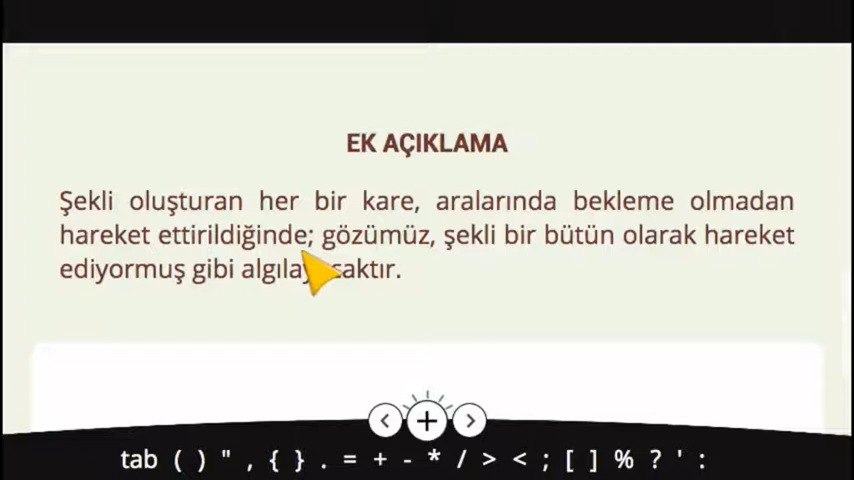 EK AÇIKLAMA
Şekli oluşturan her bir kare, aralarında bekleme olmadan
hareket ettirildiğinde; gözümüz, şekli bir bütün olarak hareket
ediyormuş gibi algılayacaktır.
tab ( ) " , { } . = + - * / > < ; [ ] % ? ' :